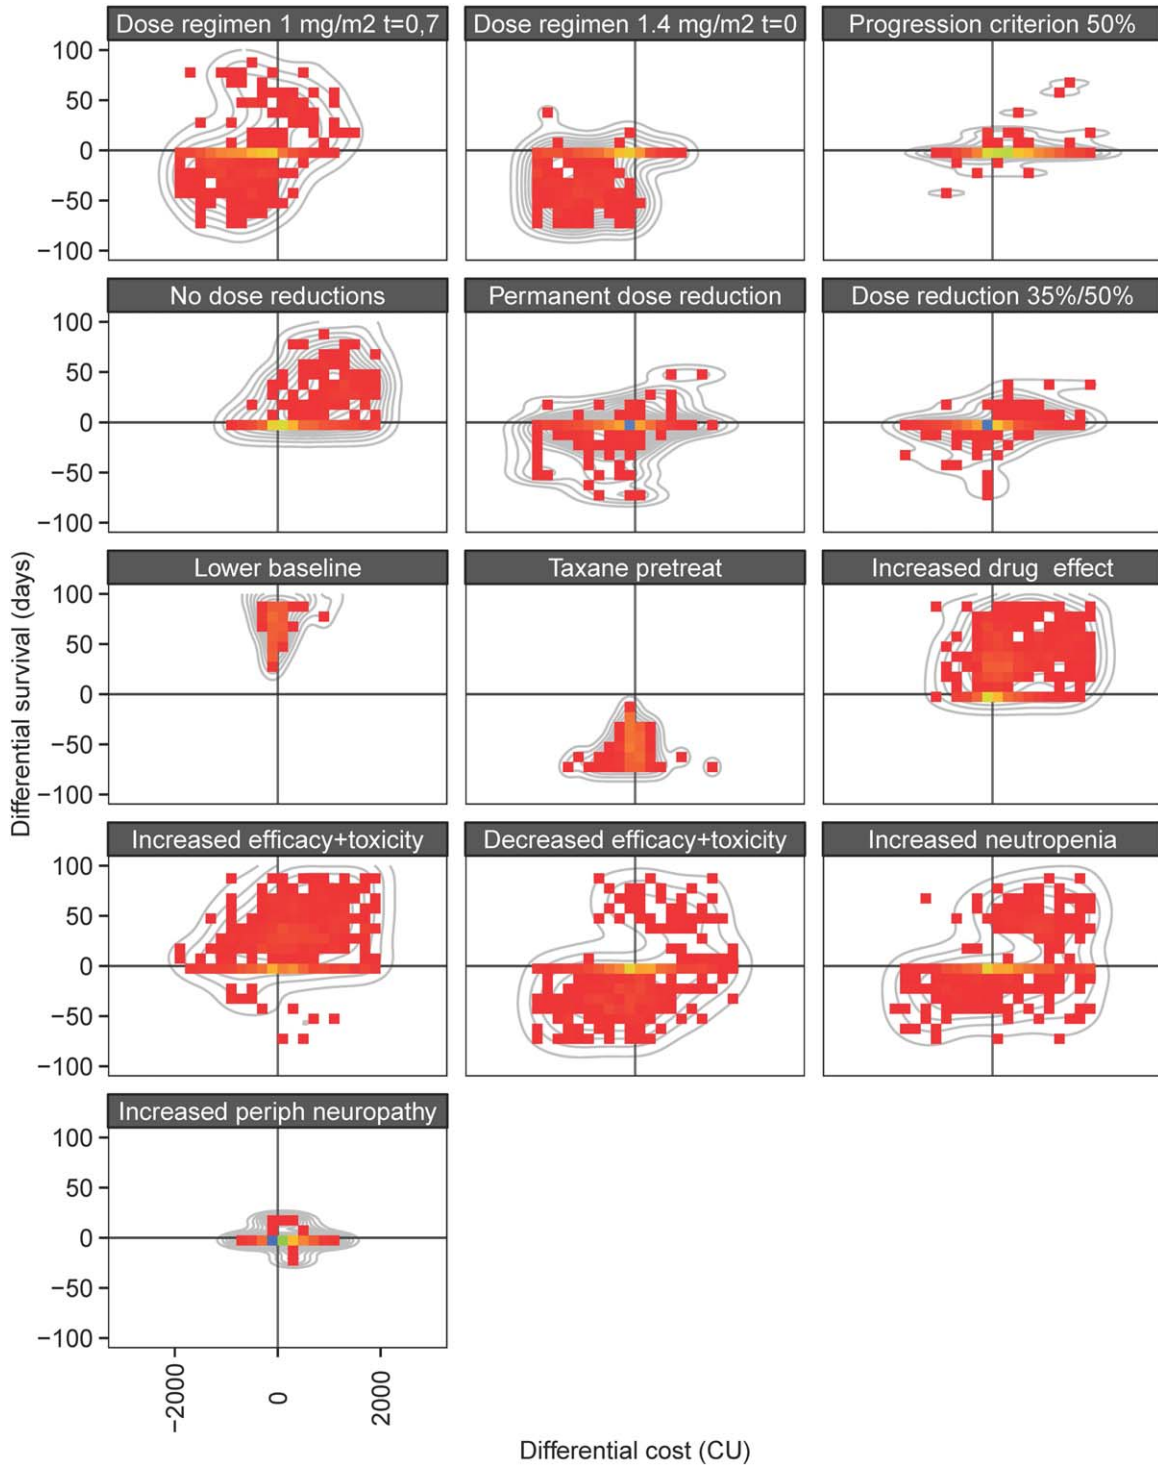 Dose regimen 1 mg/m2 t=0,7
Dose regimen 1.4 mg/m2 t=0
Progression criterion 50%
100
50
0
−50
−100
No dose reductions
Permanent dose reduction
Dose reduction 35%/50%
100
50
0
−50
−100
Lower baseline
Taxane pretreat
Increased drug effect
100
50
0
−50
−100
Increased efficacy+toxicity
Decreased efficacy+toxicity
Increased neutropenia
100
50
0
−50
−100
Increased periph neuropathy
100
50
0
−50
−100
−2000
0
2000
Differential survival (days)
Differential cost (CU)